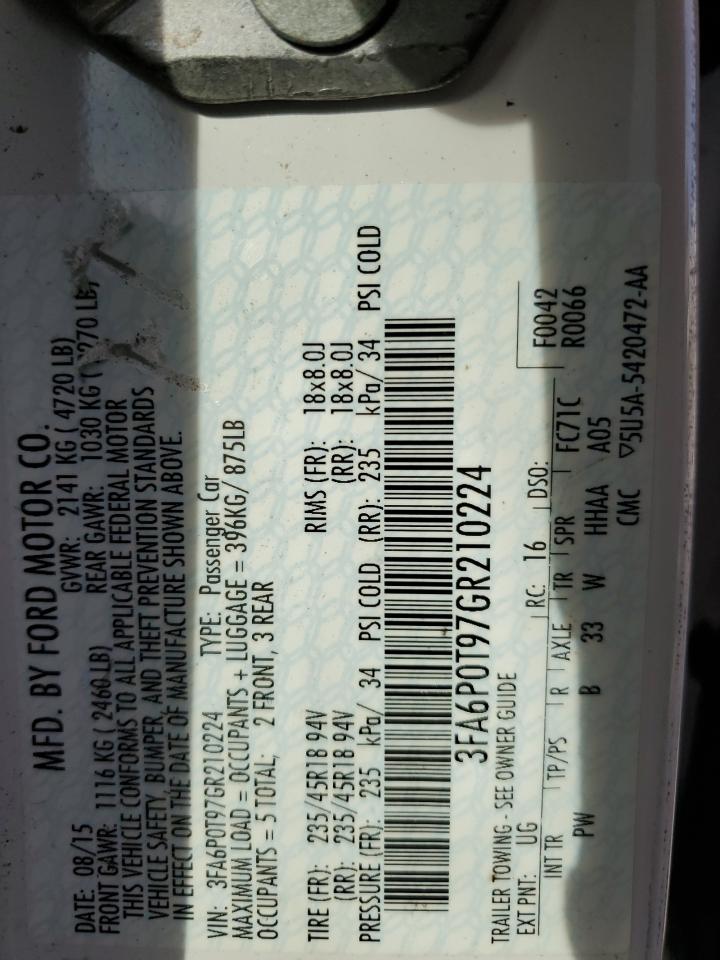 MFD. BY FORD MOTOR CO.
DATE: 08/15 GVWR: 2141 KG ( 4720 LB)
FRONT GAWR: 1116 KG ( 2460 LB) REAR GAWR: 1030 KG ( 2270 LB)
THIS VEHICLE CONFORMS TO ALL APPLICABLE FEDERAL MOTOR
VEHICLE SAFETY, BUMPER, AND THEFT PREVENTION STANDARDS
IN EFFECT ON THE DATE OF MANUFACTURE SHOWN ABOVE.
VIN: 3FA6P0T97GR210224 TYPE: Passenger Car
MAXIMUM LOAD = OCCUPANTS + LUGGAGE = 396KG/ 875LB
OCCUPANTS = 5 TOTAL; 2 FRONT, 3 REAR
TIRE (FR): 235/45R18 94V RIMS (FR): 18x8.0J
(RR): 235/45R18 94V (RR): 18x8.0J
PRESSURE (FR): 235 kPa/ 34 PSI COLD (RR): 235 kPa/ 34 PSI COLD
3FA6P0T97GR210224
TRAILER TOWING - SEE OWNER GUIDE
EXT PNT: UG RC: 16 DSO: F0042
R0066
INT TR TP/PS R AXLE TR SPR FC71C
PW B 33 W HHAA A05
CMC ▽5U5A-5420472-AA